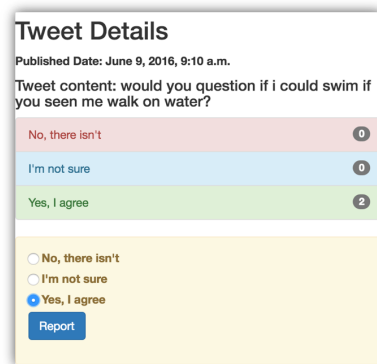 Tweet Details
Published Date: June 9, 2016, 9:10 a.m.
Tweet content: would you question if i could swim if
you seen me walk on water?
No, there isn't 0
I'm not sure 0
Yes, I agree 2
No, there isn't
I'm not sure
Yes, I agree
Report